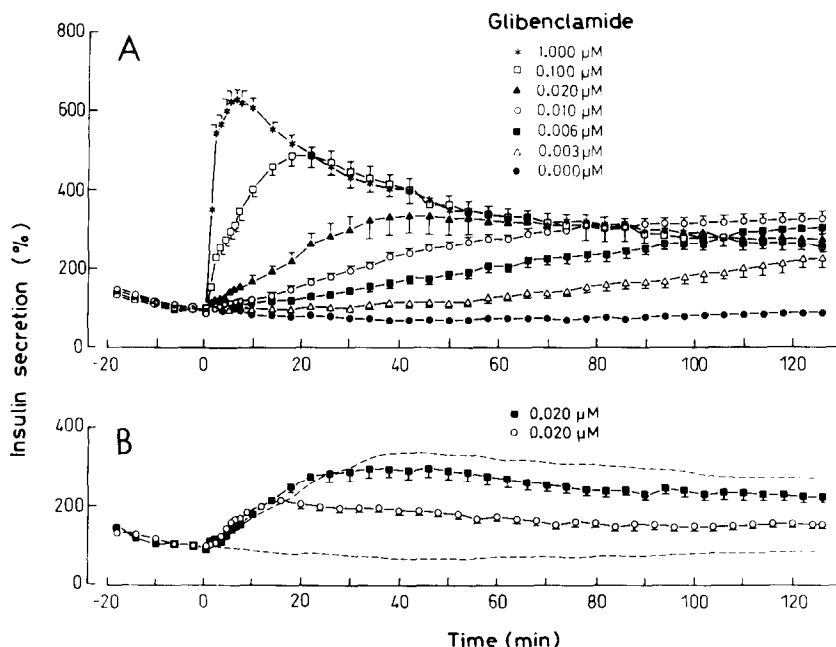 Glibenclamide
A
✶ 1.000 µM
□ 0.100 µM
▲ 0.020 µM
○ 0.010 µM
■ 0.006 µM
△ 0.003 µM
● 0.000 µM
800
600
400
200
0
-20 0 20 40 60 80 100 120
Insulin secretion (%)
B
■ 0.020 µM
○ 0.020 µM
400
200
0
-20 0 20 40 60 80 100 120
Time (min)